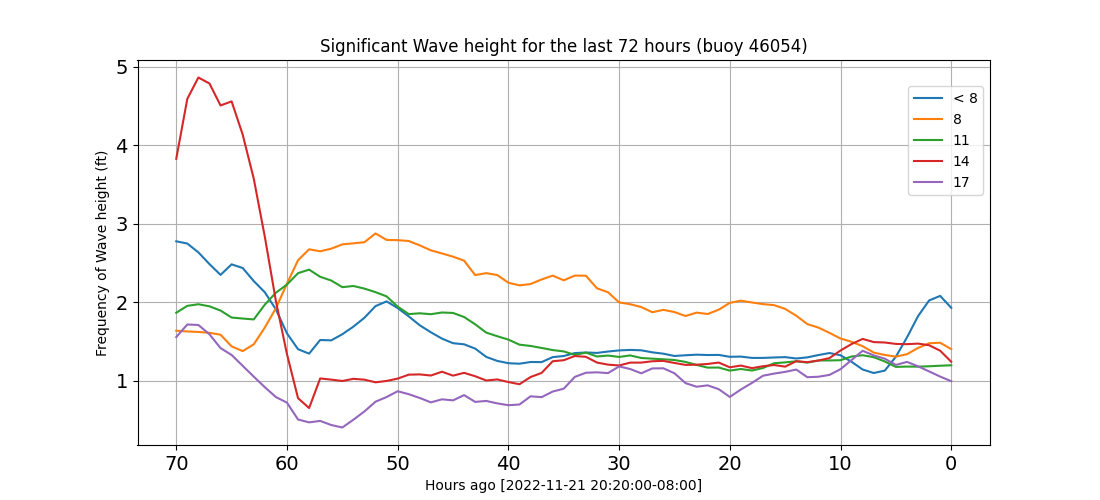 Significant Wave height for the last 72 hours (buoy 46054)
Frequency of Wave height (ft)
5
4
3
2
1
< 8
8
11
14
17
70 60 50 40 30 20 10 0
Hours ago [2022-11-21 20:20:00-08:00]